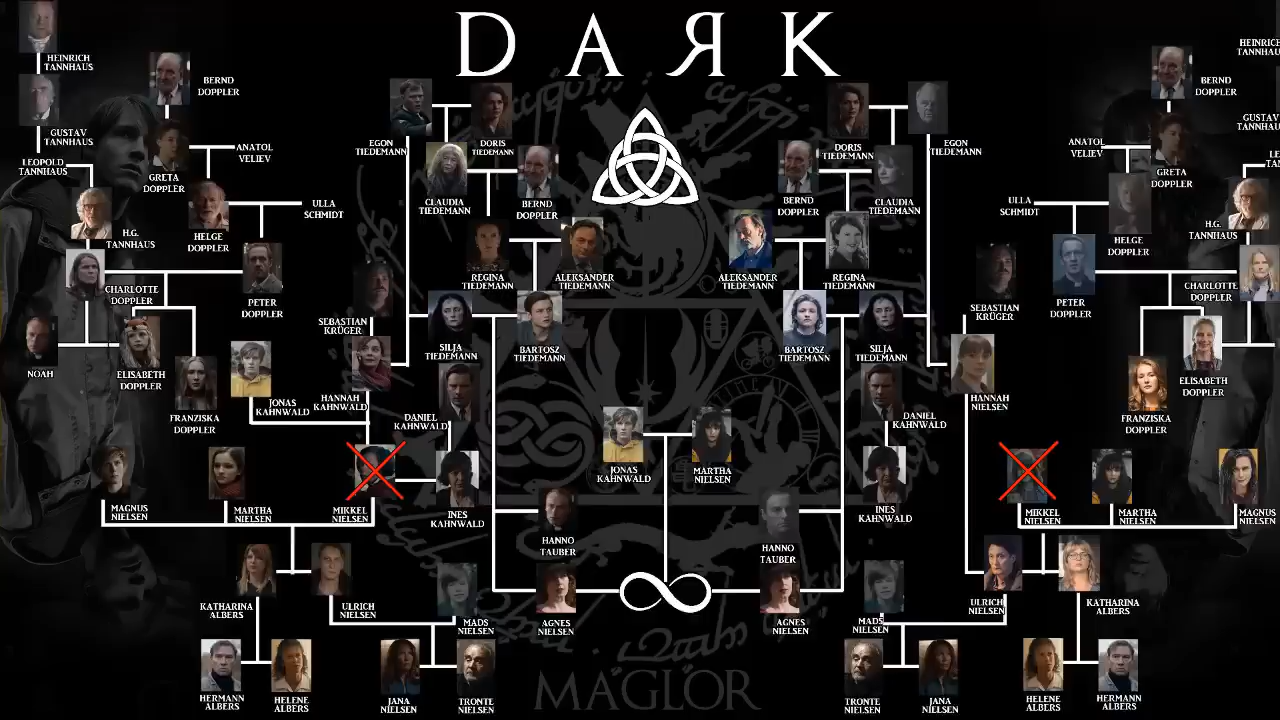 DARK
HEINRICH
TANNHAUS
BERND
DOPPLER
GUSTAV
TANNHAUS
LEOPOLD
TANNHAUS
GRETA
DOPPLER
ANATOL
VELIEV
H.G.
TANNHAUS
HELGE
DOPPLER
ULLA
SCHMIDT
CHARLOTTE
DOPPLER
PETER
DOPPLER
NOAH
ELISABETH
DOPPLER
FRANZISKA
DOPPLER
JONAS
KAHNWALD
HANNAH
KAHNWALD
SEBASTIAN
KRÜGER
EGON
TIEDEMANN
DORIS
TIEDEMANN
CLAUDIA
TIEDEMANN
BERND
DOPPLER
REGINA
TIEDEMANN
ALEKSANDER
TIEDEMANN
SILJA
TIEDEMANN
BARTOSZ
TIEDEMANN
DANIEL
KAHNWALD
INES
KAHNWALD
MAGNUS
NIELSEN
MARTHA
NIELSEN
MIKKEL
NIELSEN
HANNO
TAUBER
AGNES
NIELSEN
KATHARINA
ALBERS
ULRICH
NIELSEN
MADS
NIELSEN
HERMANN
ALBERS
HELENE
ALBERS
JANA
NIELSEN
TRONTE
NIELSEN
JONAS
KAHNWALD
MARTHA
NIELSEN
MAGLOR
DORIS
TIEDEMANN
EGON
TIEDEMANN
BERND
DOPPLER
CLAUDIA
TIEDEMANN
ALEKSANDER
TIEDEMANN
REGINA
TIEDEMANN
BARTOSZ
TIEDEMANN
SILJA
TIEDEMANN
DANIEL
KAHNWALD
INES
KAHNWALD
HANNO
TAUBER
AGNES
NIELSEN
MADS
NIELSEN
TRONTE
NIELSEN
JANA
NIELSEN
HELENE
ALBERS
HERMANN
ALBERS
ULRICH
NIELSEN
KATHARINA
ALBERS
MIKKEL
NIELSEN
MARTHA
NIELSEN
MAGNUS
NIELSEN
HANNAH
NIELSEN
SEBASTIAN
KRÜGER
ULLA
SCHMIDT
ANATOL
VELIEV
BERND
DOPPLER
GRETA
DOPPLER
HELGE
DOPPLER
H.G.
TANNHAUS
PETER
DOPPLER
CHARLOTTE
DOPPLER
ELISABETH
DOPPLER
FRANZISKA
DOPPLER
HEINRI
TANNHA
GUSTA
TANNHA
LE
TA